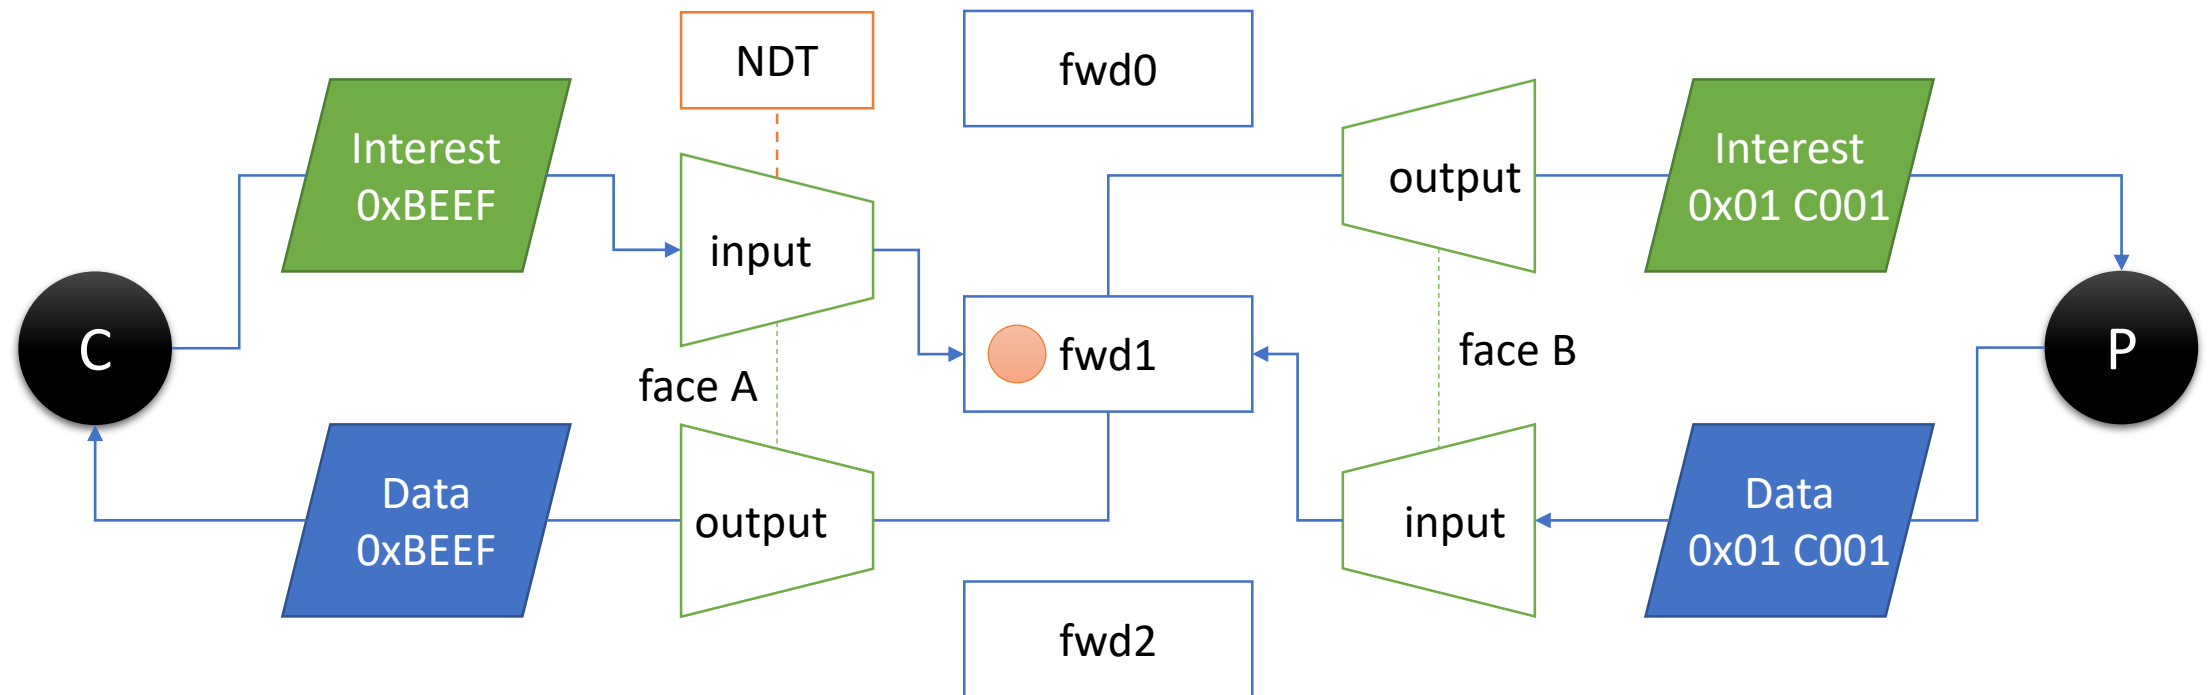 NDT
fwd0
Interest
0xBEEF
input
output
Interest
0x01 C001
C
face A
fwd1
face B
P
Data
0xBEEF
output
input
Data
0x01 C001
fwd2